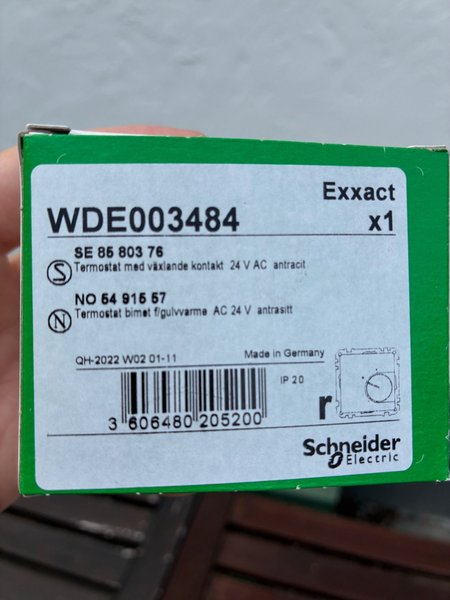 Exxact
WDE003484 x1
SE 85 803 76
S Termostat med växlande kontakt 24 V AC antracit
NO 54 915 57
N Termostat bimet f/gulvvarme AC 24 V antrasitt
QH-2022 W02 01-11 Made in Germany
IP 20
3 606480 205200
r
Schneider
Electric